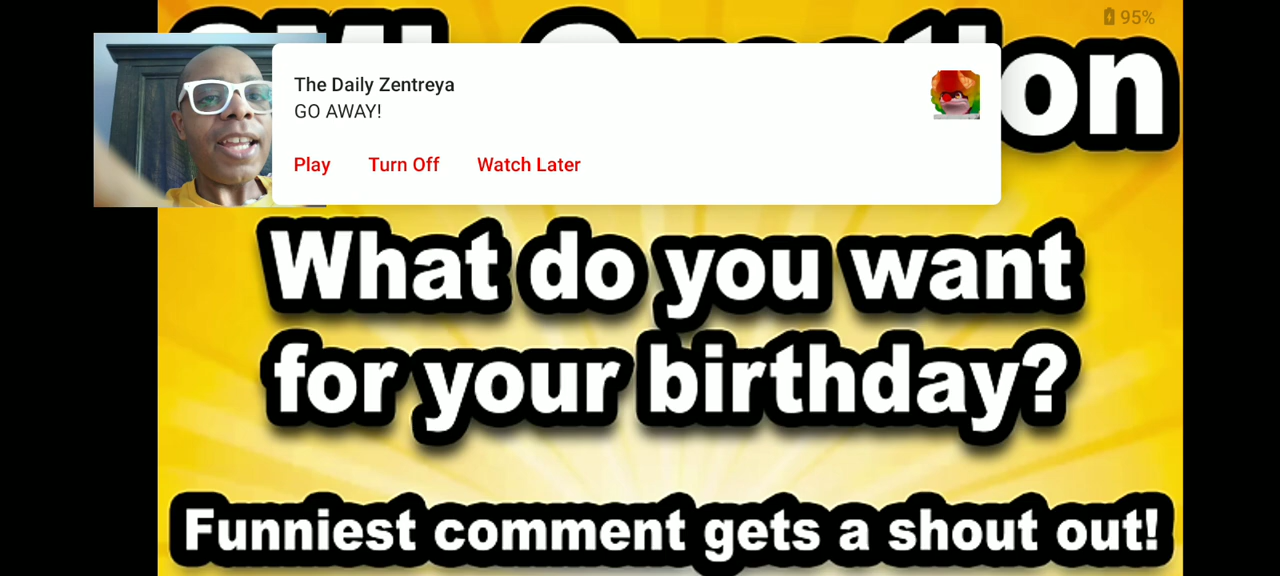 95%
The Daily Zentreya
GO AWAY!
Play Turn Off Watch Later
What do you want
for your birthday?
Funniest comment gets a shout out!